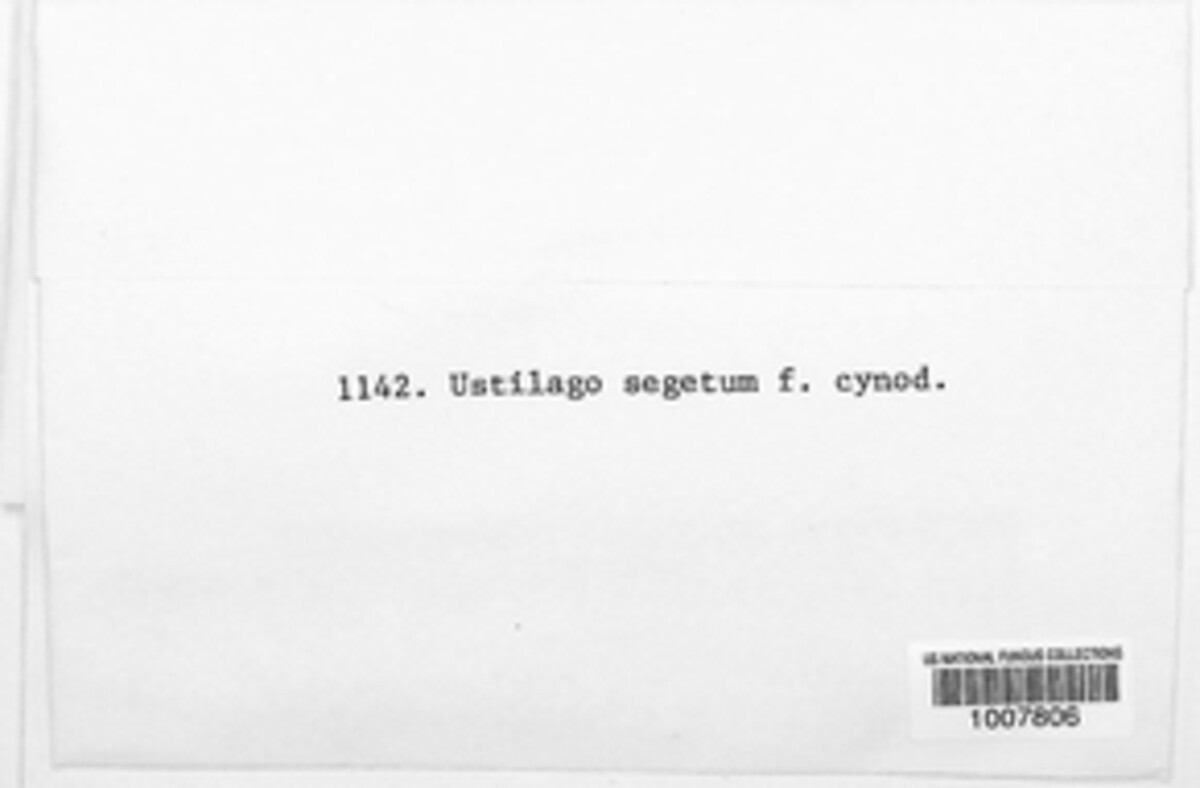 1142. Ustilago segetum f. cynod.
US NATIONAL FUNGUS COLLECTIONS
1007806